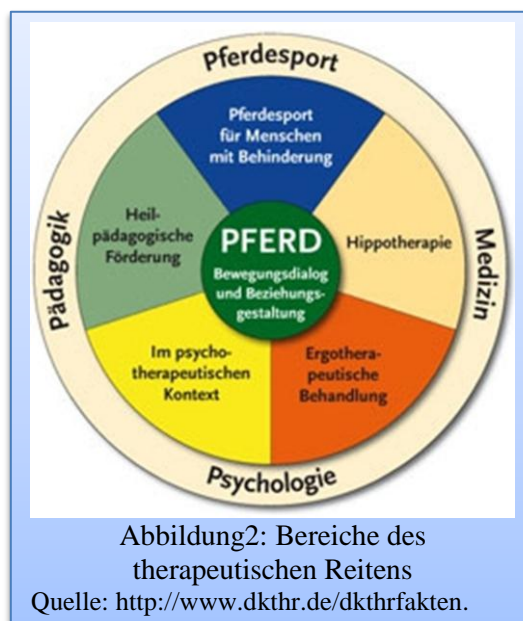 Pferdesport
Pferdesport
für Menschen
mit Behinderung
Heil-
pädagogische
Förderung
PFERD
Bewegungsdialog
und Beziehungs-
gestaltung
Hippotherapie
Pädagogik
Medizin
Im psycho-
therapeutischen
Kontext
Ergothera-
peutische
Behandlung
Psychologie
Abbildung2: Bereiche des
therapeutischen Reitens
Quelle: http://www.dkthr.de/dkthrfakten.